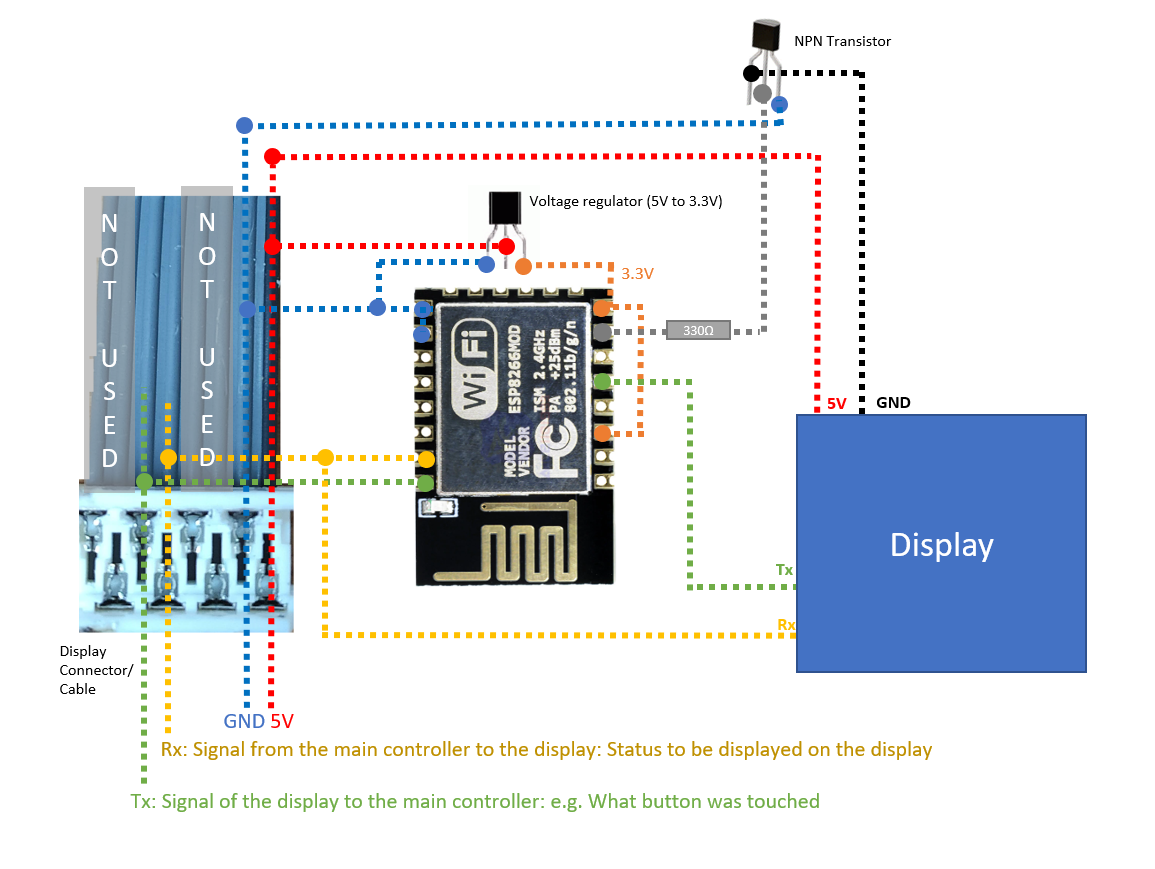 NPN Transistor
Voltage regulator (5V to 3.3V)
NOT USED
NOT USED
3.3V
330Ω
WiFi
MODEL ESP8266MOD
VENDOR
ISM 2.4GHz
PA +25dBm
802.11b/g/n
FC
5V
GND
Display
Tx
Rx
Display
Connector/
Cable
GND 5V
Rx: Signal from the main controller to the display: Status to be displayed on the display
Tx: Signal of the display to the main controller: e.g. What button was touched